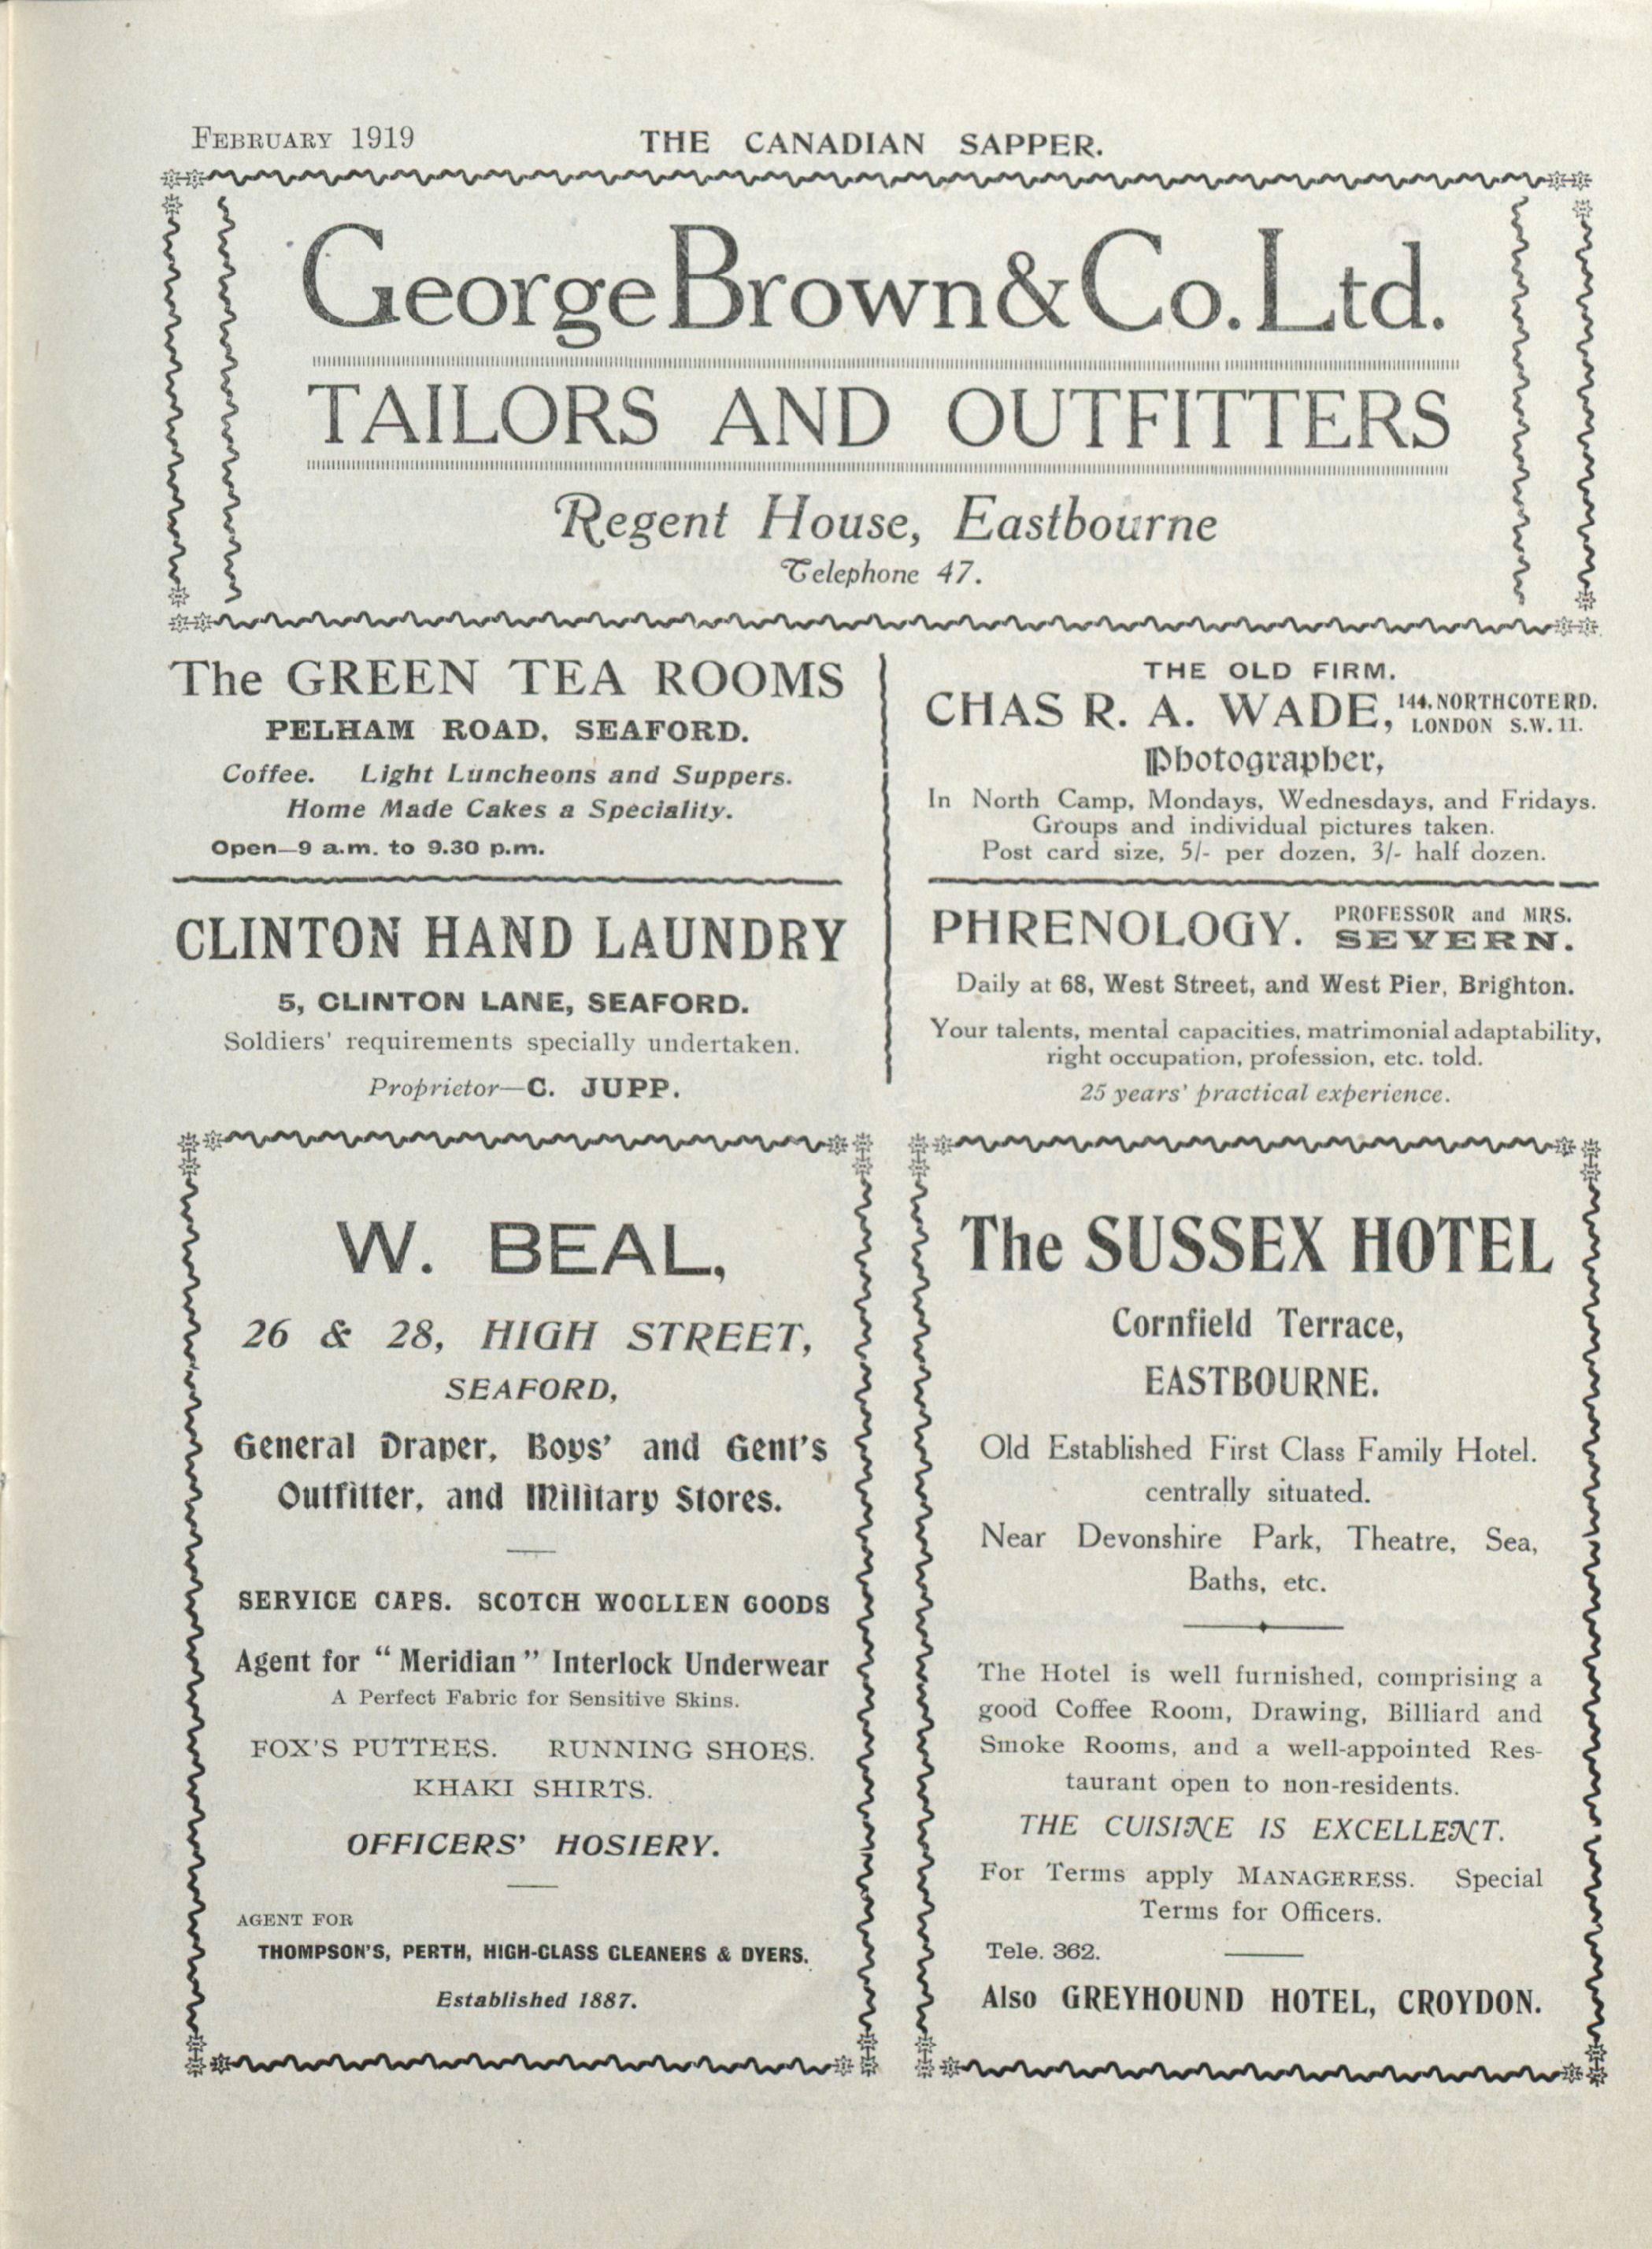 FEBRUARY 1919
THE CANADIAN SAPPER.
George Brown & Co. Ltd.
TAILORS AND OUTFITTERS
Regent House, Eastbourne
Telephone 47.
The GREEN TEA ROOMS
PELHAM ROAD, SEAFORD.
Coffee. Light Luncheons and Suppers.
Home Made Cakes a Speciality.
Open—9 a.m. to 9.30 p.m.
CLINTON HAND LAUNDRY
5, CLINTON LANE, SEAFORD.
Soldiers' requirements specially undertaken.
Proprietor—C. JUPP.
THE OLD FIRM.
CHAS R. A. WADE, 144, NORTHCOTE RD.
LONDON S.W. 11.
Photographer,
In North Camp, Mondays, Wednesdays, and Fridays.
Groups and individual pictures taken.
Post card size, 5/- per dozen, 3/- half dozen.
PHRENOLOGY. PROFESSOR and MRS.
SEVERN.
Daily at 68, West Street, and West Pier, Brighton.
Your talents, mental capacities, matrimonial adaptability,
right occupation, profession, etc. told.
25 years' practical experience.
W. BEAL,
26 & 28, HIGH STREET,
SEAFORD,
General Draper, Boys' and Gent's
Outfitter, and Military Stores.
SERVICE CAPS. SCOTCH WOOLLEN GOODS
Agent for "Meridian" Interlock Underwear
A Perfect Fabric for Sensitive Skins.
FOX'S PUTTEES. RUNNING SHOES.
KHAKI SHIRTS.
OFFICERS' HOSIERY.
AGENT FOR
THOMPSON'S, PERTH, HIGH-CLASS CLEANERS & DYERS.
Established 1887.
The SUSSEX HOTEL
Cornfield Terrace,
EASTBOURNE.
Old Established First Class Family Hotel.
centrally situated.
Near Devonshire Park, Theatre, Sea,
Baths, etc.
The Hotel is well furnished, comprising a
good Coffee Room, Drawing, Billiard and
Smoke Rooms, and a well-appointed Res-
taurant open to non-residents.
THE CUISINE IS EXCELLENT.
For Terms apply MANAGERESS. Special
Terms for Officers.
Tele. 362.
Also GREYHOUND HOTEL, CROYDON.